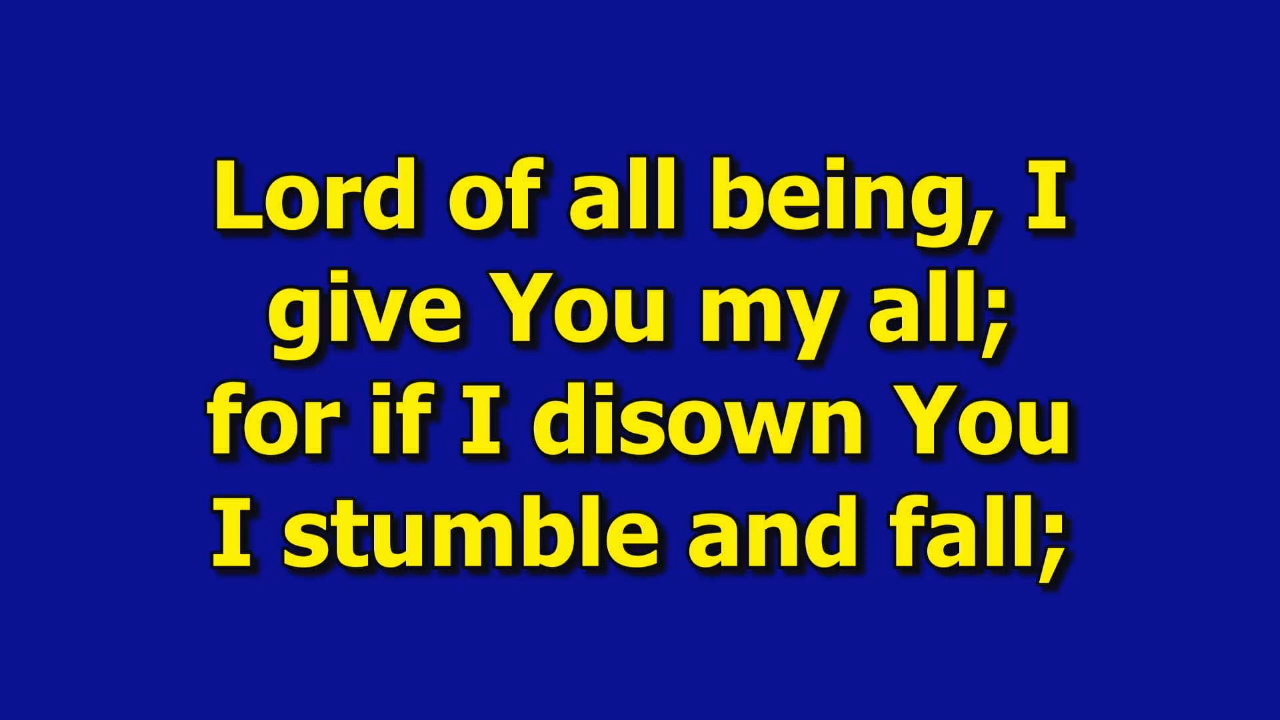 Lord of all being, I
give You my all;
for if I disown You
I stumble and fall;